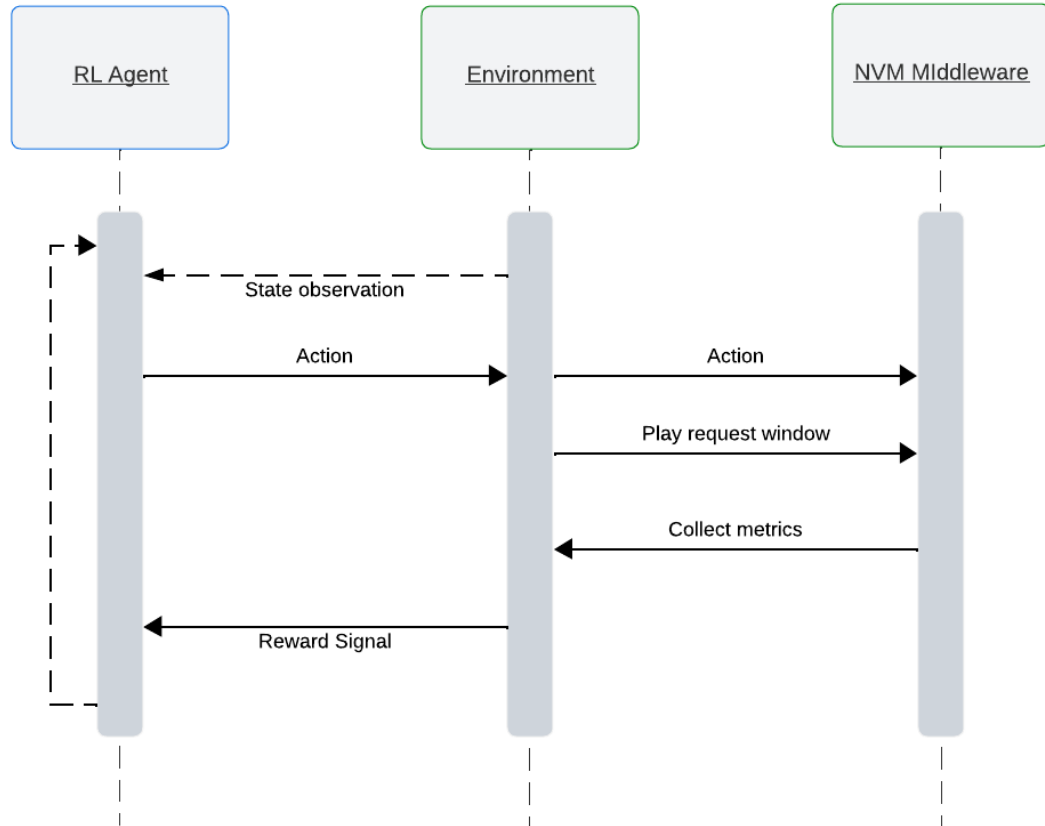 RL Agent
Environment
NVM MIddleware
State observation
Action
Action
Play request window
Collect metrics
Reward Signal